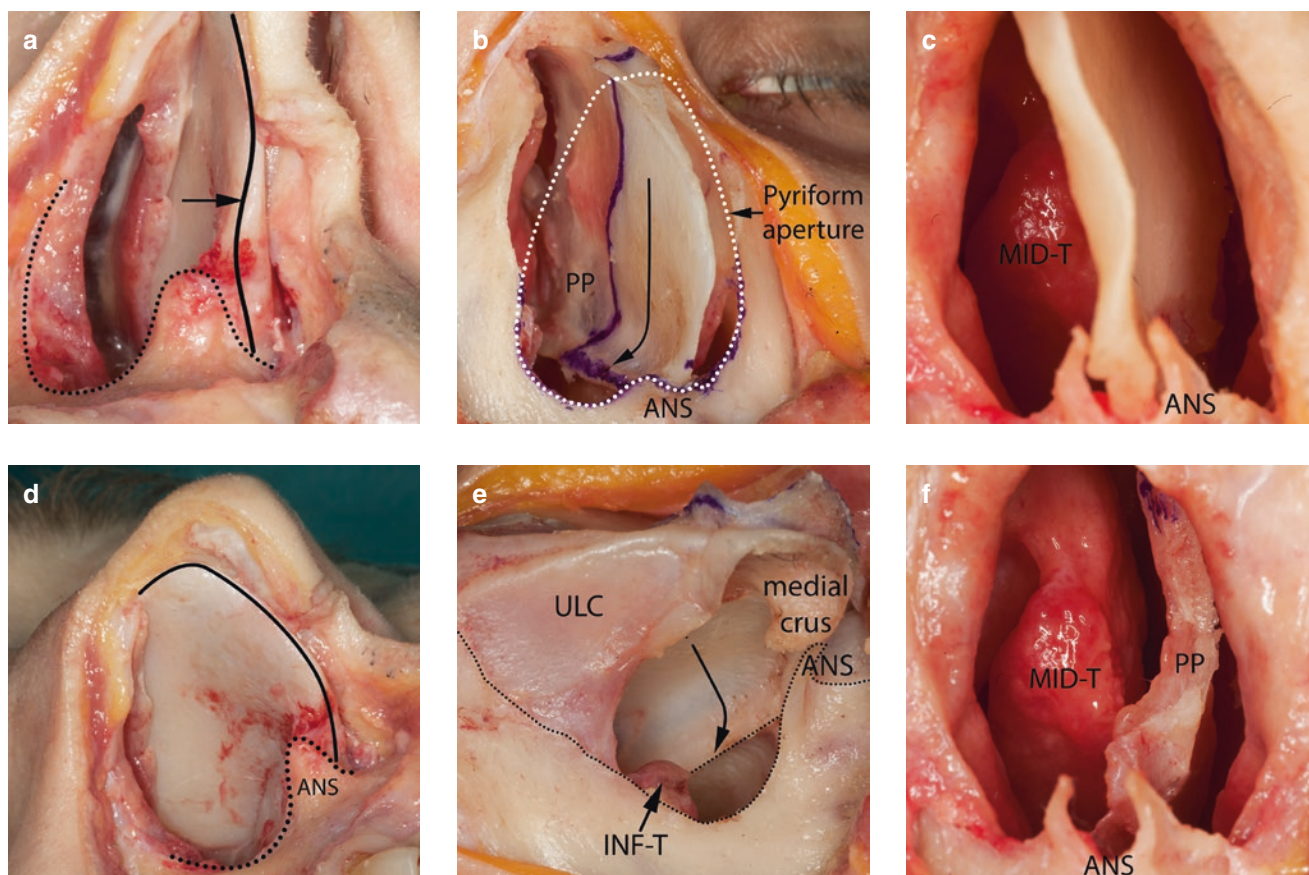 a
b
Pyriform
aperture
PP
ANS
c
MID-T
ANS
d
ANS
e
ULC
medial
crus
ANS
INF-T
f
MID-T
PP
ANS